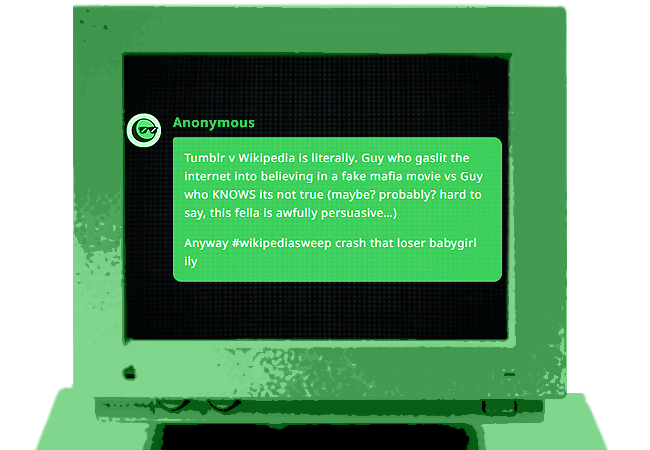 Anonymous
Tumblr v Wikipedia is literally. Guy who gaslit the
internet into believing in a fake mafia movie vs Guy
who KNOWS its not true (maybe? probably? hard to
say, this fella is awfully persuasive...)
Anyway #wikipediasweep crash that loser babygirl
ily